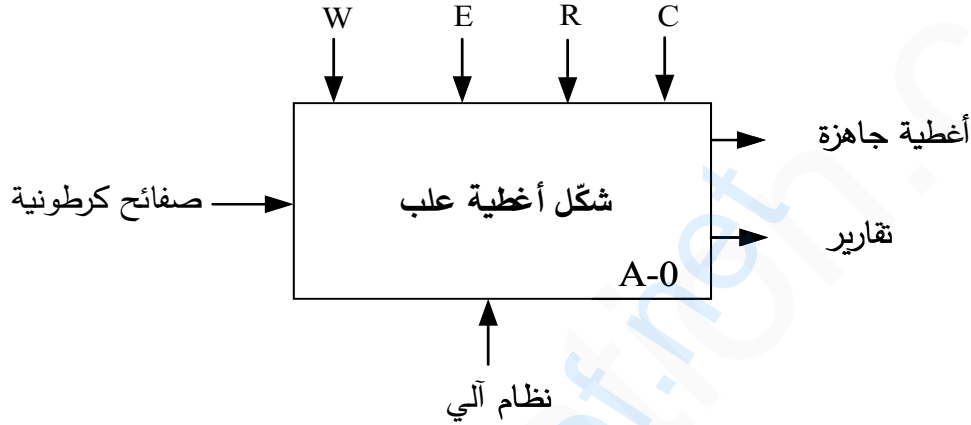 W E R C
أغطية جاهزة
صفائح كرطونية
شكّل أغطية علب
تقارير
A-0
نظام آلي